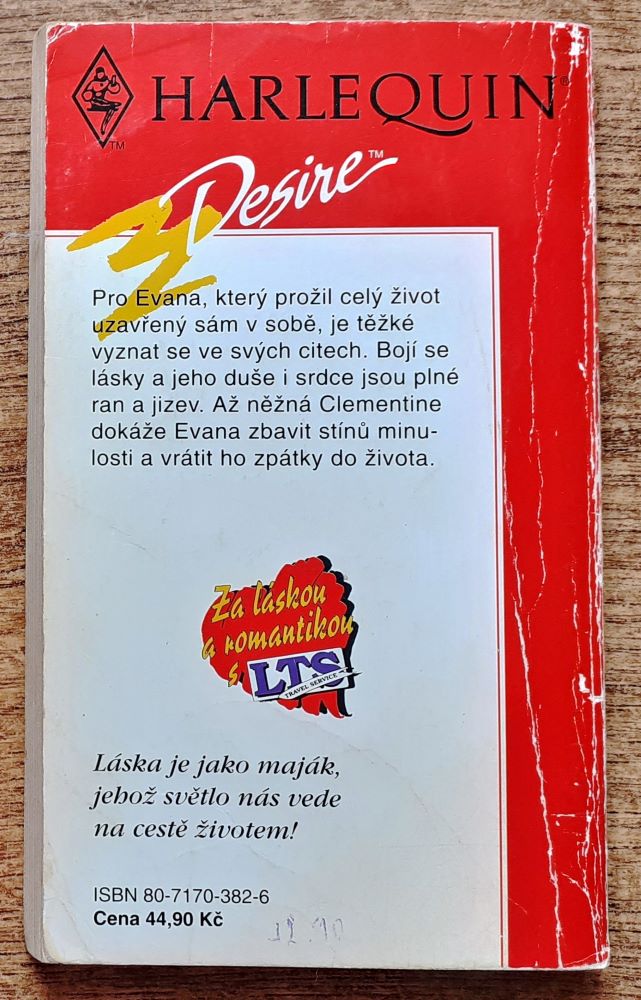 HARLEQUIN®
TM
Desire™
Pro Evana, který prožil celý život
uzavřený sám v sobě, je těžké
vyznat se ve svých citech. Bojí se
lásky a jeho duše i srdce jsou plné
ran a jizev. Až něžná Clementine
dokáže Evana zbavit stínů minu-
losti a vrátit ho zpátky do života.
Za láskou
a romantikou
s LTS
TRAVEL SERVICE
Láska je jako maják,
jehož světlo nás vede
na cestě životem!
ISBN 80-7170-382-6
Cena 44,90 Kč